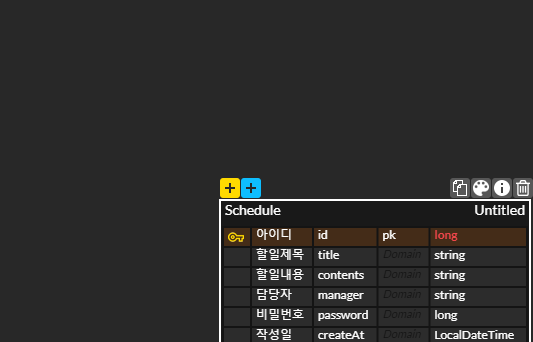 Schedule Untitled
아이디 id pk long
할일제목 title Domain string
할일내용 contents Domain string
담당자 manager Domain string
비밀번호 password Domain long
작성일 createAt Domain LocalDateTime